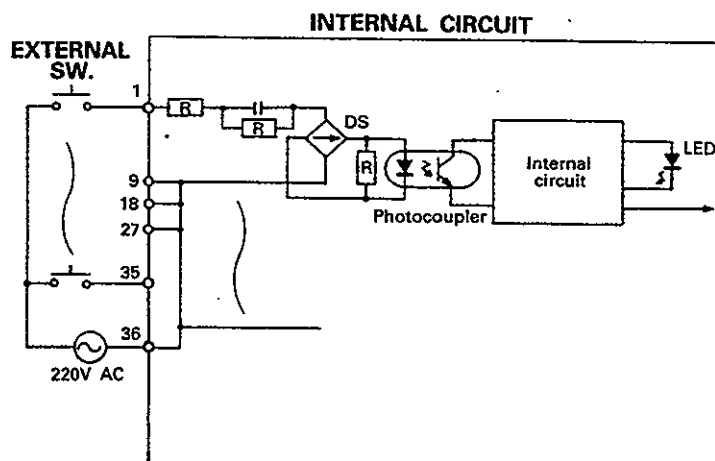 INTERNAL CIRCUIT
EXTERNAL
SW.
1
R
R
DS
R
9
18
27
35
36
Photocoupler
Internal
circuit
LED
220V AC